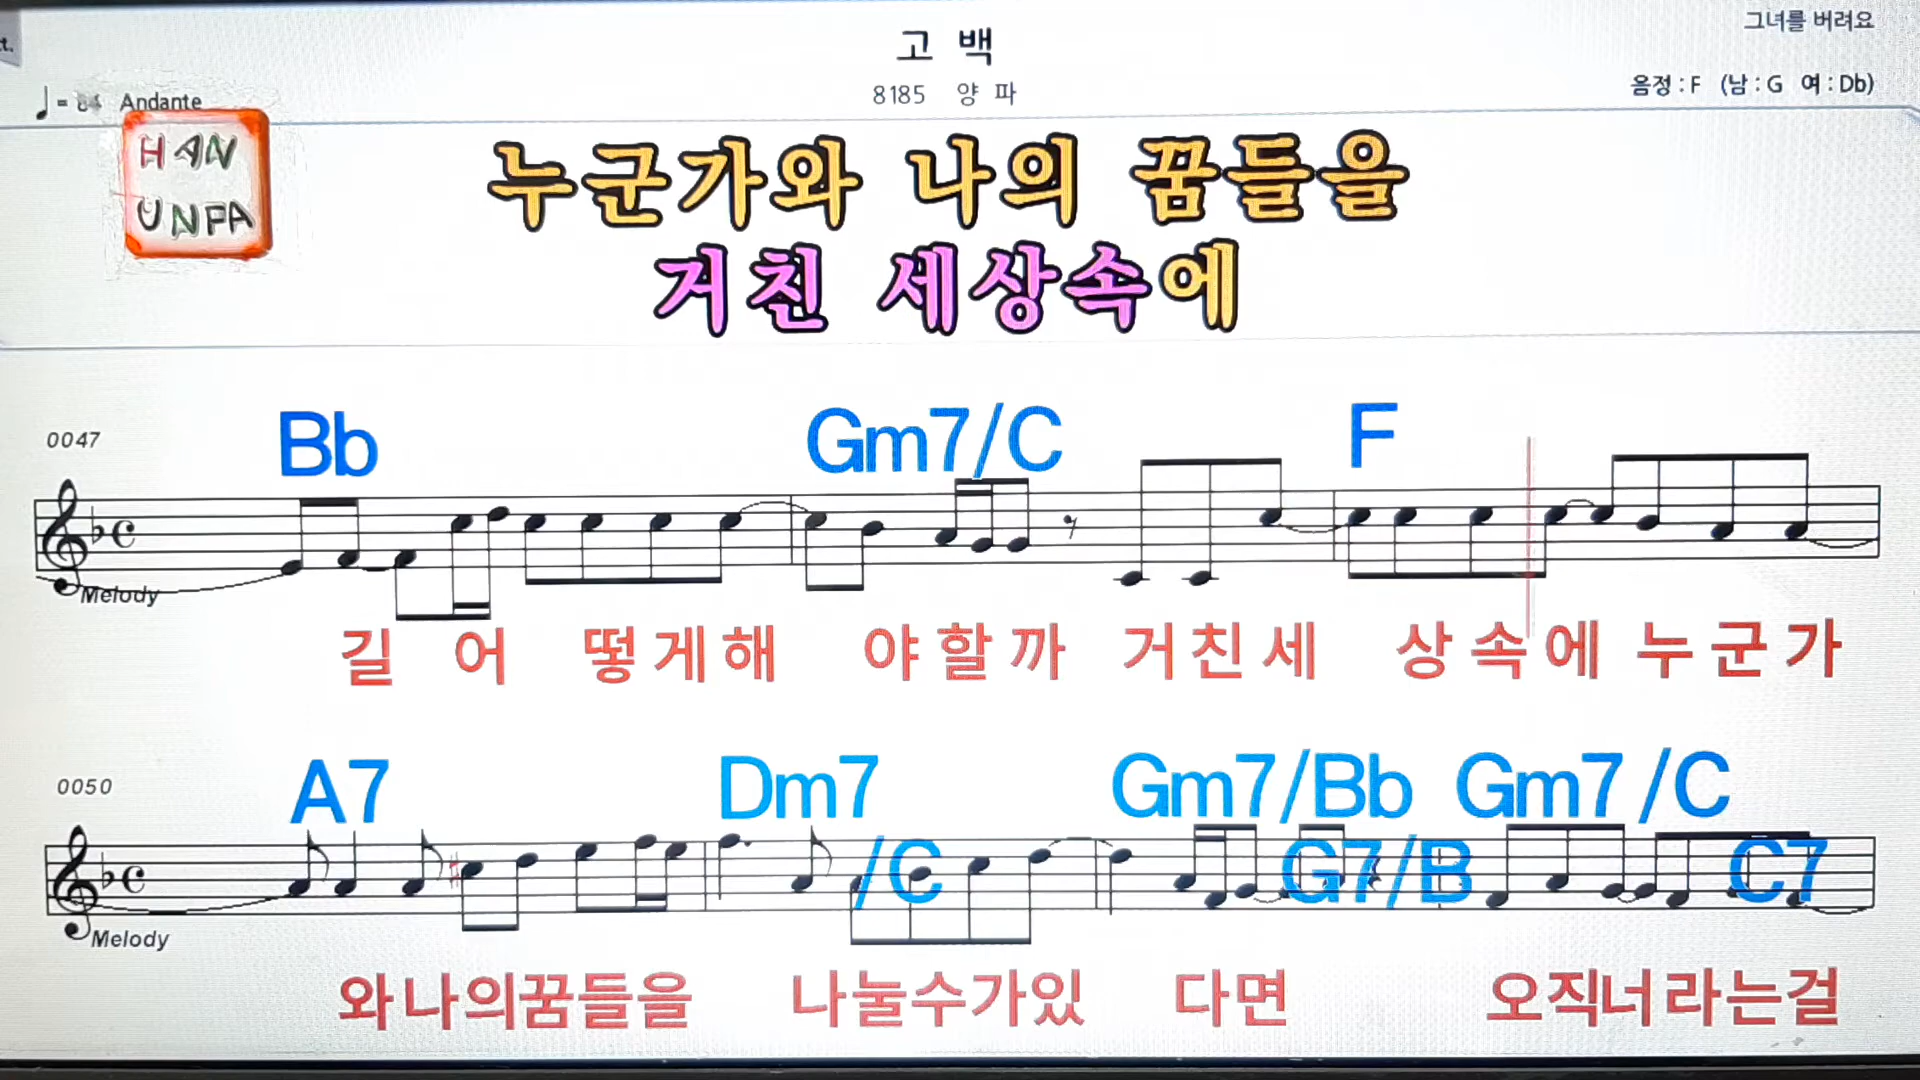 t.
그녀를 버려요
고 백
8185 양 파
음정 : F (남 : G 여 : Db)
♩ = 84 Andante
HAN
UNPA
누군가와 나의 꿈들을
거친 세상속에
0047
Bb Gm7/C F
Melody
길 어 떻게해 야할까 거친세 상속에 누군가
0050
A7 Dm7 Gm7/Bb Gm7 /C
/C G7/B C7
Melody
와나의꿈들을 나눌수가있 다면 오직너라는걸